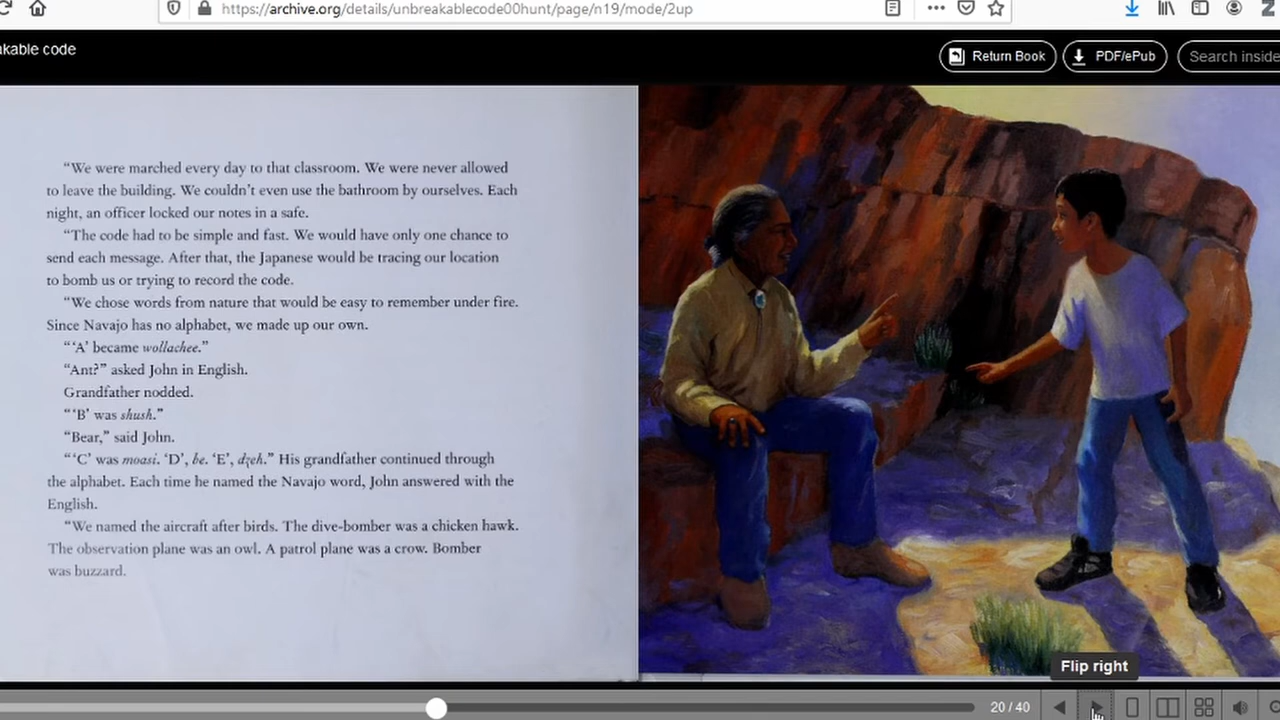 https://archive.org/details/unbreakablecode00hunt/page/n19/mode/2up
akable code
Return Book
PDF/ePub
Search inside
“We were marched every day to that classroom. We were never allowed
to leave the building. We couldn’t even use the bathroom by ourselves. Each
night, an officer locked our notes in a safe.
“The code had to be simple and fast. We would have only one chance to
send each message. After that, the Japanese would be tracing our location
to bomb us or trying to record the code.
“We chose words from nature that would be easy to remember under fire.
Since Navajo has no alphabet, we made up our own.
“‘A’ became wollachee.”
“Ant?” asked John in English.
Grandfather nodded.
“‘B’ was shush.”
“Bear,” said John.
“‘C’ was moasi. ‘D’, be. ‘E’, dzeh.” His grandfather continued through
the alphabet. Each time he named the Navajo word, John answered with the
English.
“We named the aircraft after birds. The dive-bomber was a chicken hawk.
The observation plane was an owl. A patrol plane was a crow. Bomber
was buzzard.
Flip right
20 / 40